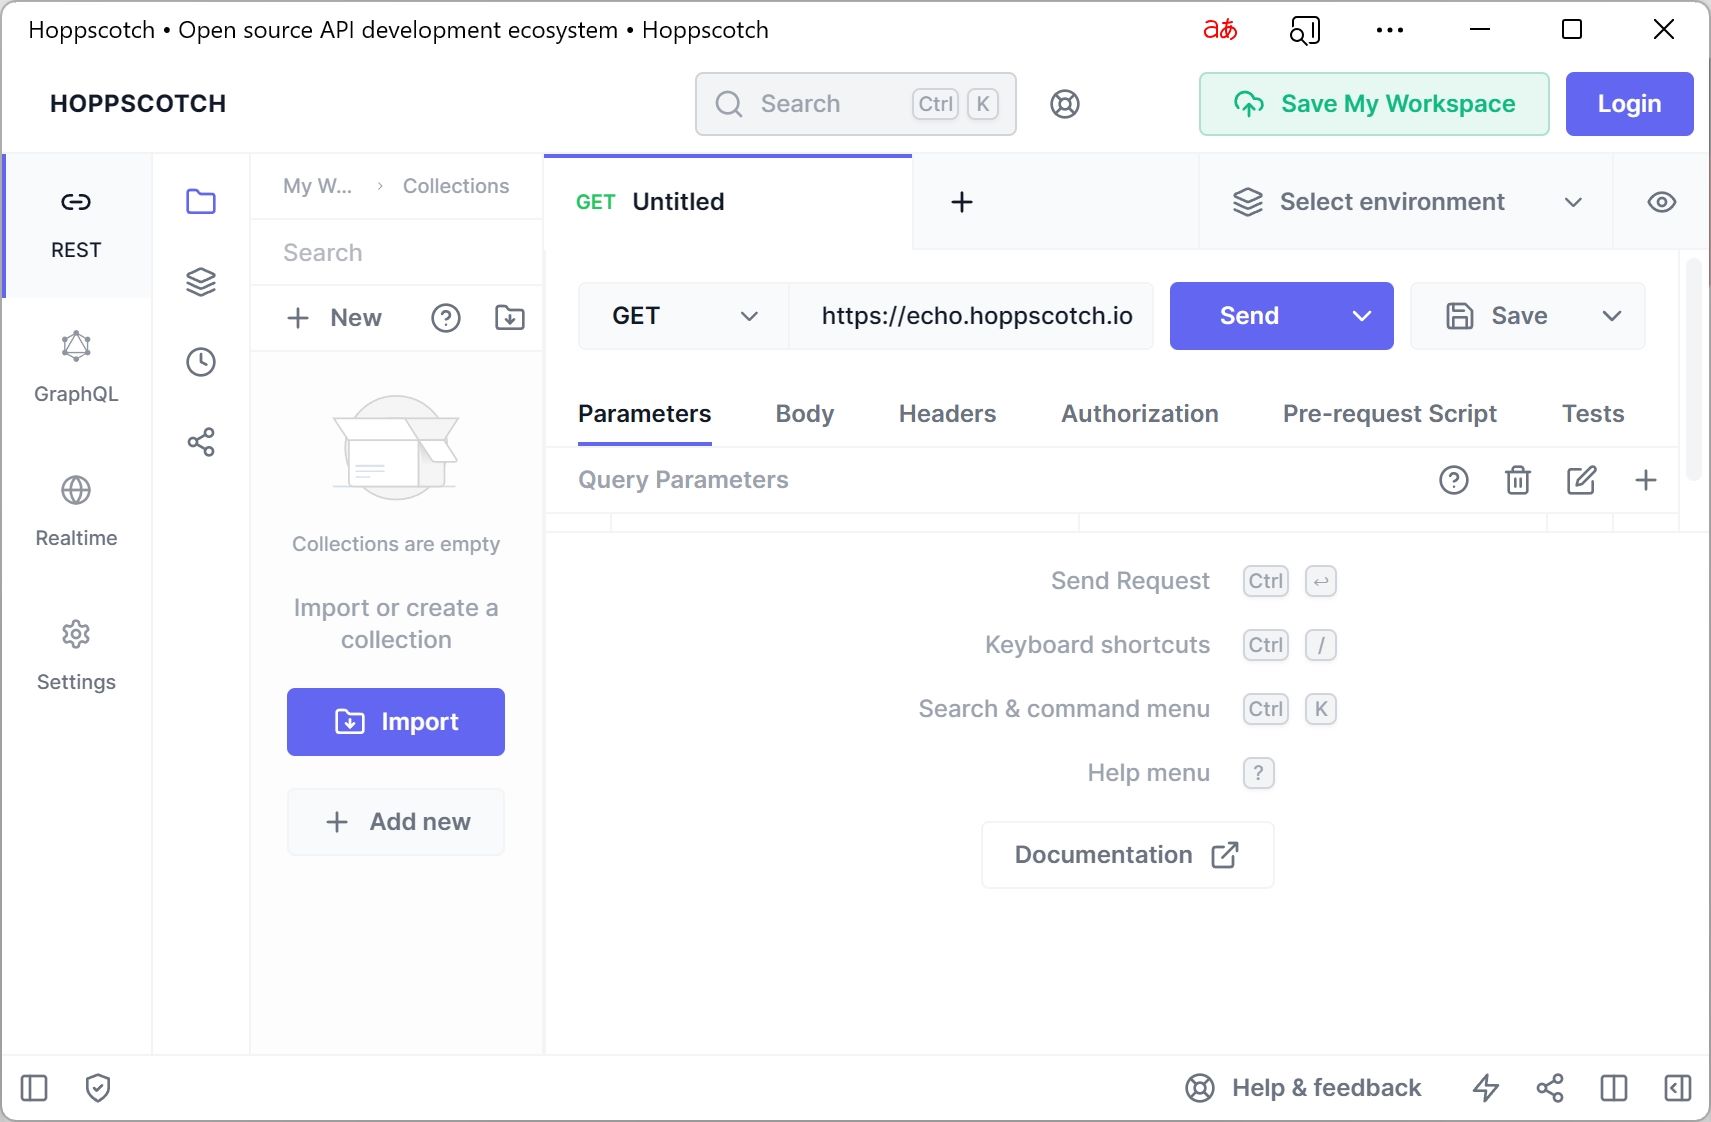 Hoppscotch • Open source API development ecosystem • Hoppscotch
aあ
HOPPSCOTCH
Search Ctrl K
Save My Workspace
Login
REST
GraphQL
Realtime
Settings
My W... › Collections
Search
New
Collections are empty
Import or create a
collection
Import
Add new
GET Untitled
Select environment
GET
https://echo.hoppscotch.io
Send
Save
Parameters Body Headers Authorization Pre-request Script Tests
Query Parameters
Send Request Ctrl ↩
Keyboard shortcuts Ctrl /
Search & command menu Ctrl K
Help menu ?
Documentation
Help & feedback